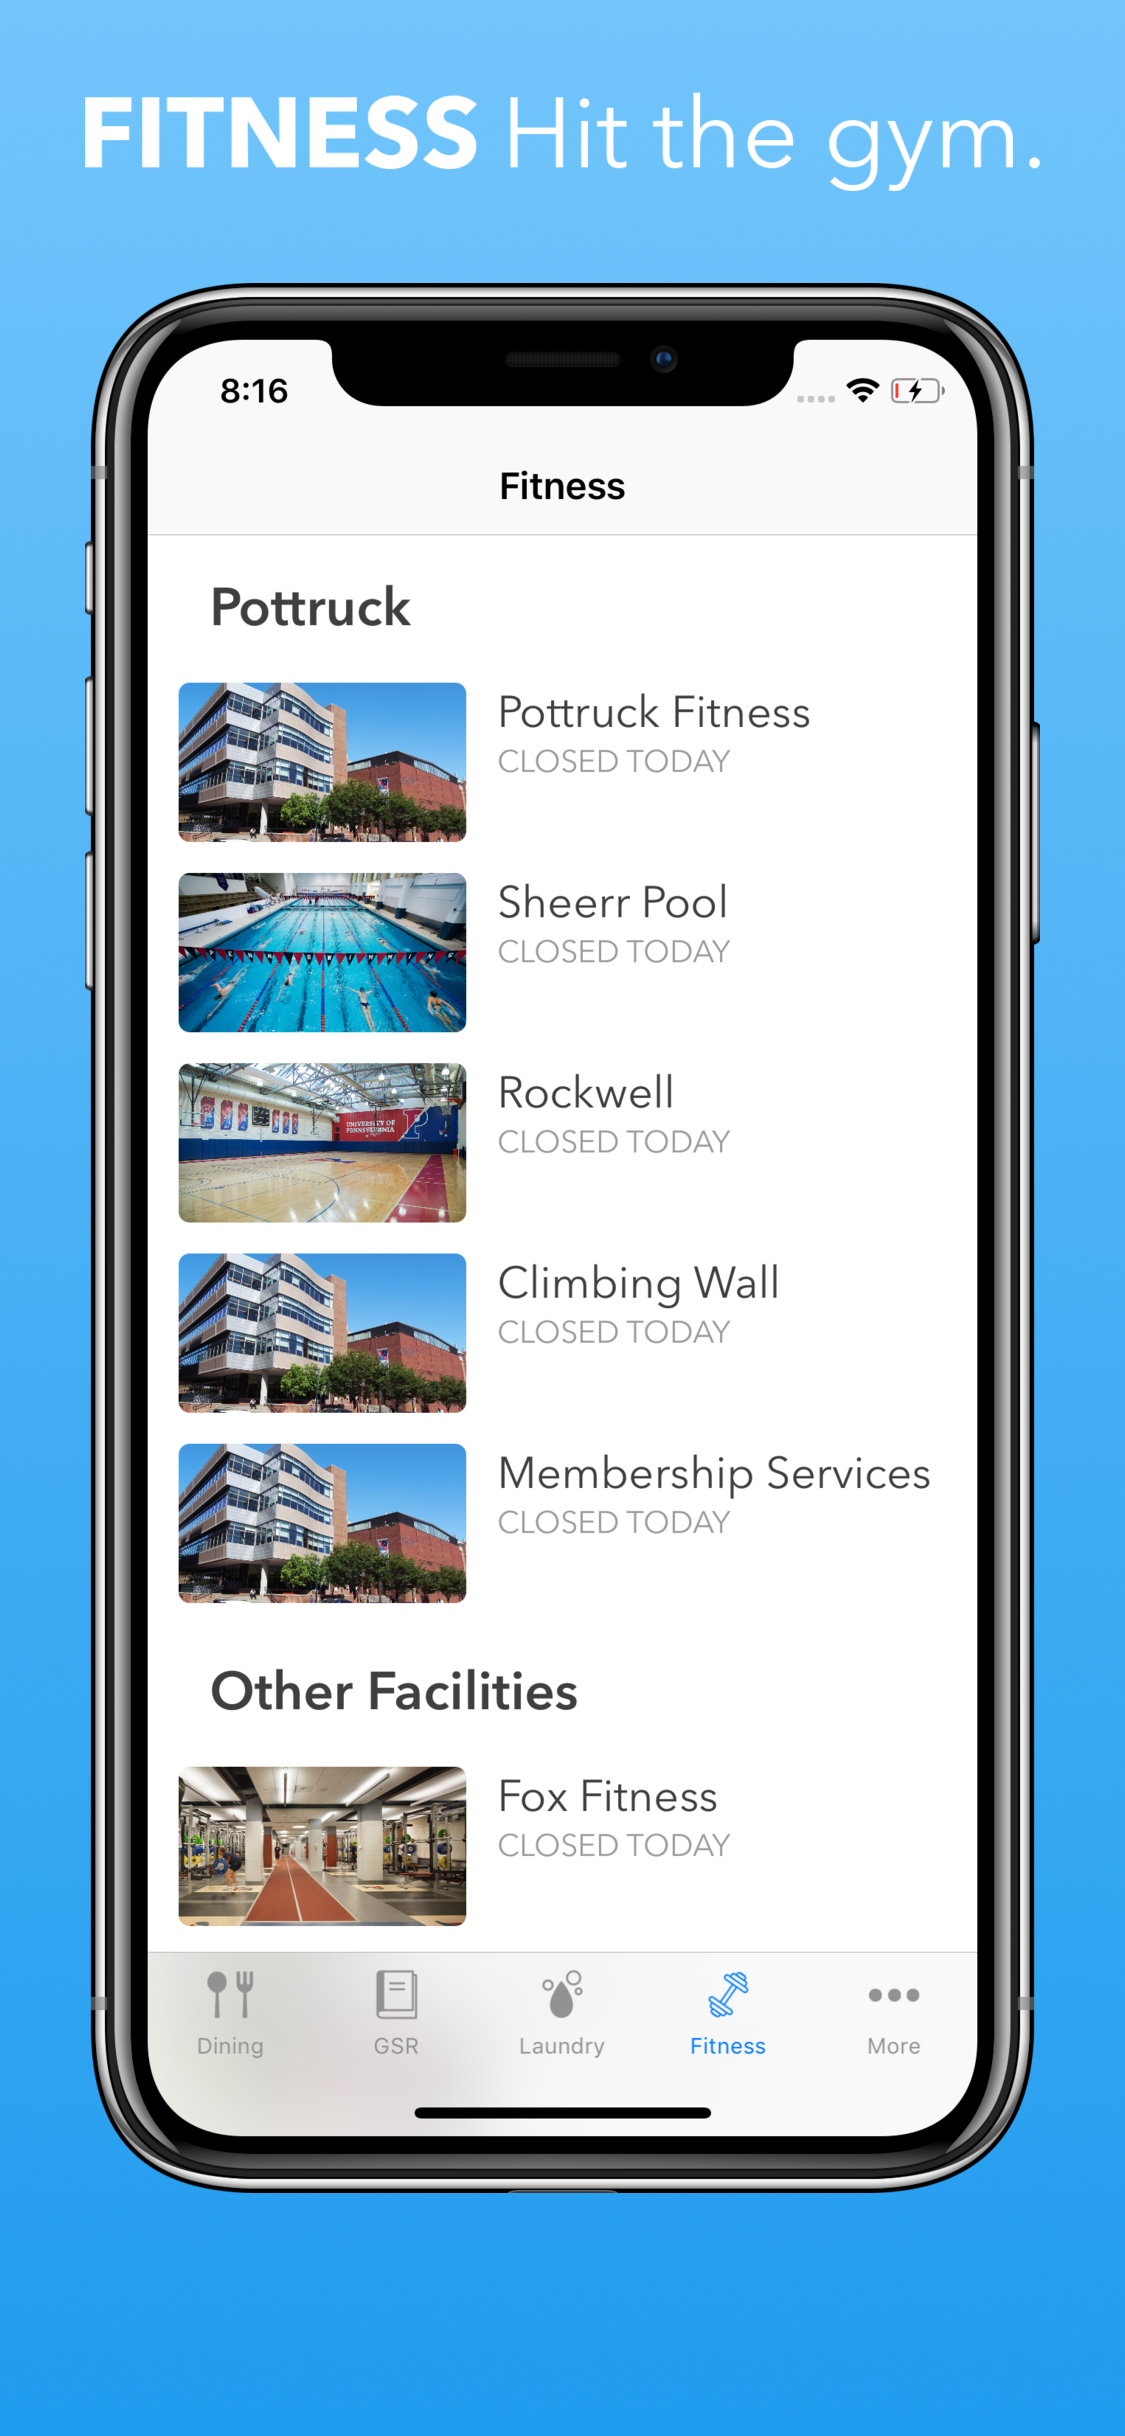 FITNESS Hit the gym.
8:16
Fitness
Pottruck
Pottruck Fitness
CLOSED TODAY
Sheerr Pool
CLOSED TODAY
PENN SWIMMING
Rockwell
CLOSED TODAY
UNIVERSITY OF
PENNSYLVANIA
P
Climbing Wall
CLOSED TODAY
Membership Services
CLOSED TODAY
Other Facilities
Fox Fitness
CLOSED TODAY
Dining
GSR
Laundry
Fitness
More